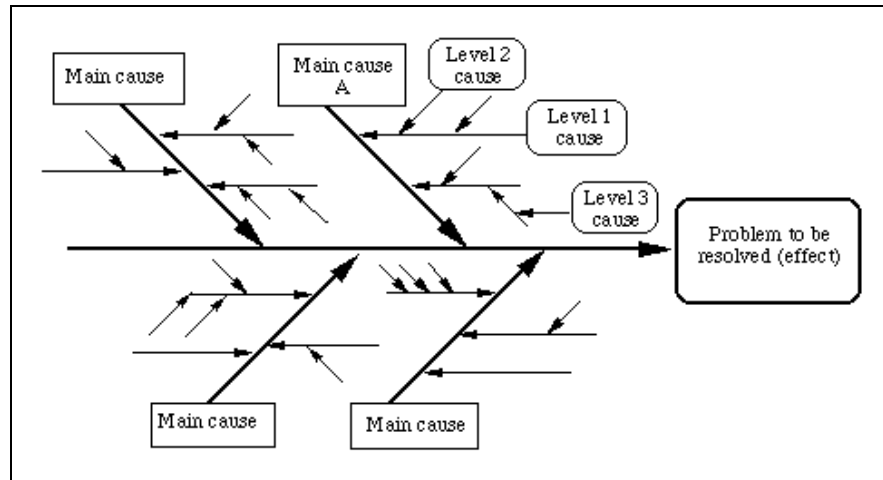 Main cause
Main cause
A
Level 2
cause
Level 1
cause
Level 3
cause
Problem to be
resolved (effect)
Main cause
Main cause